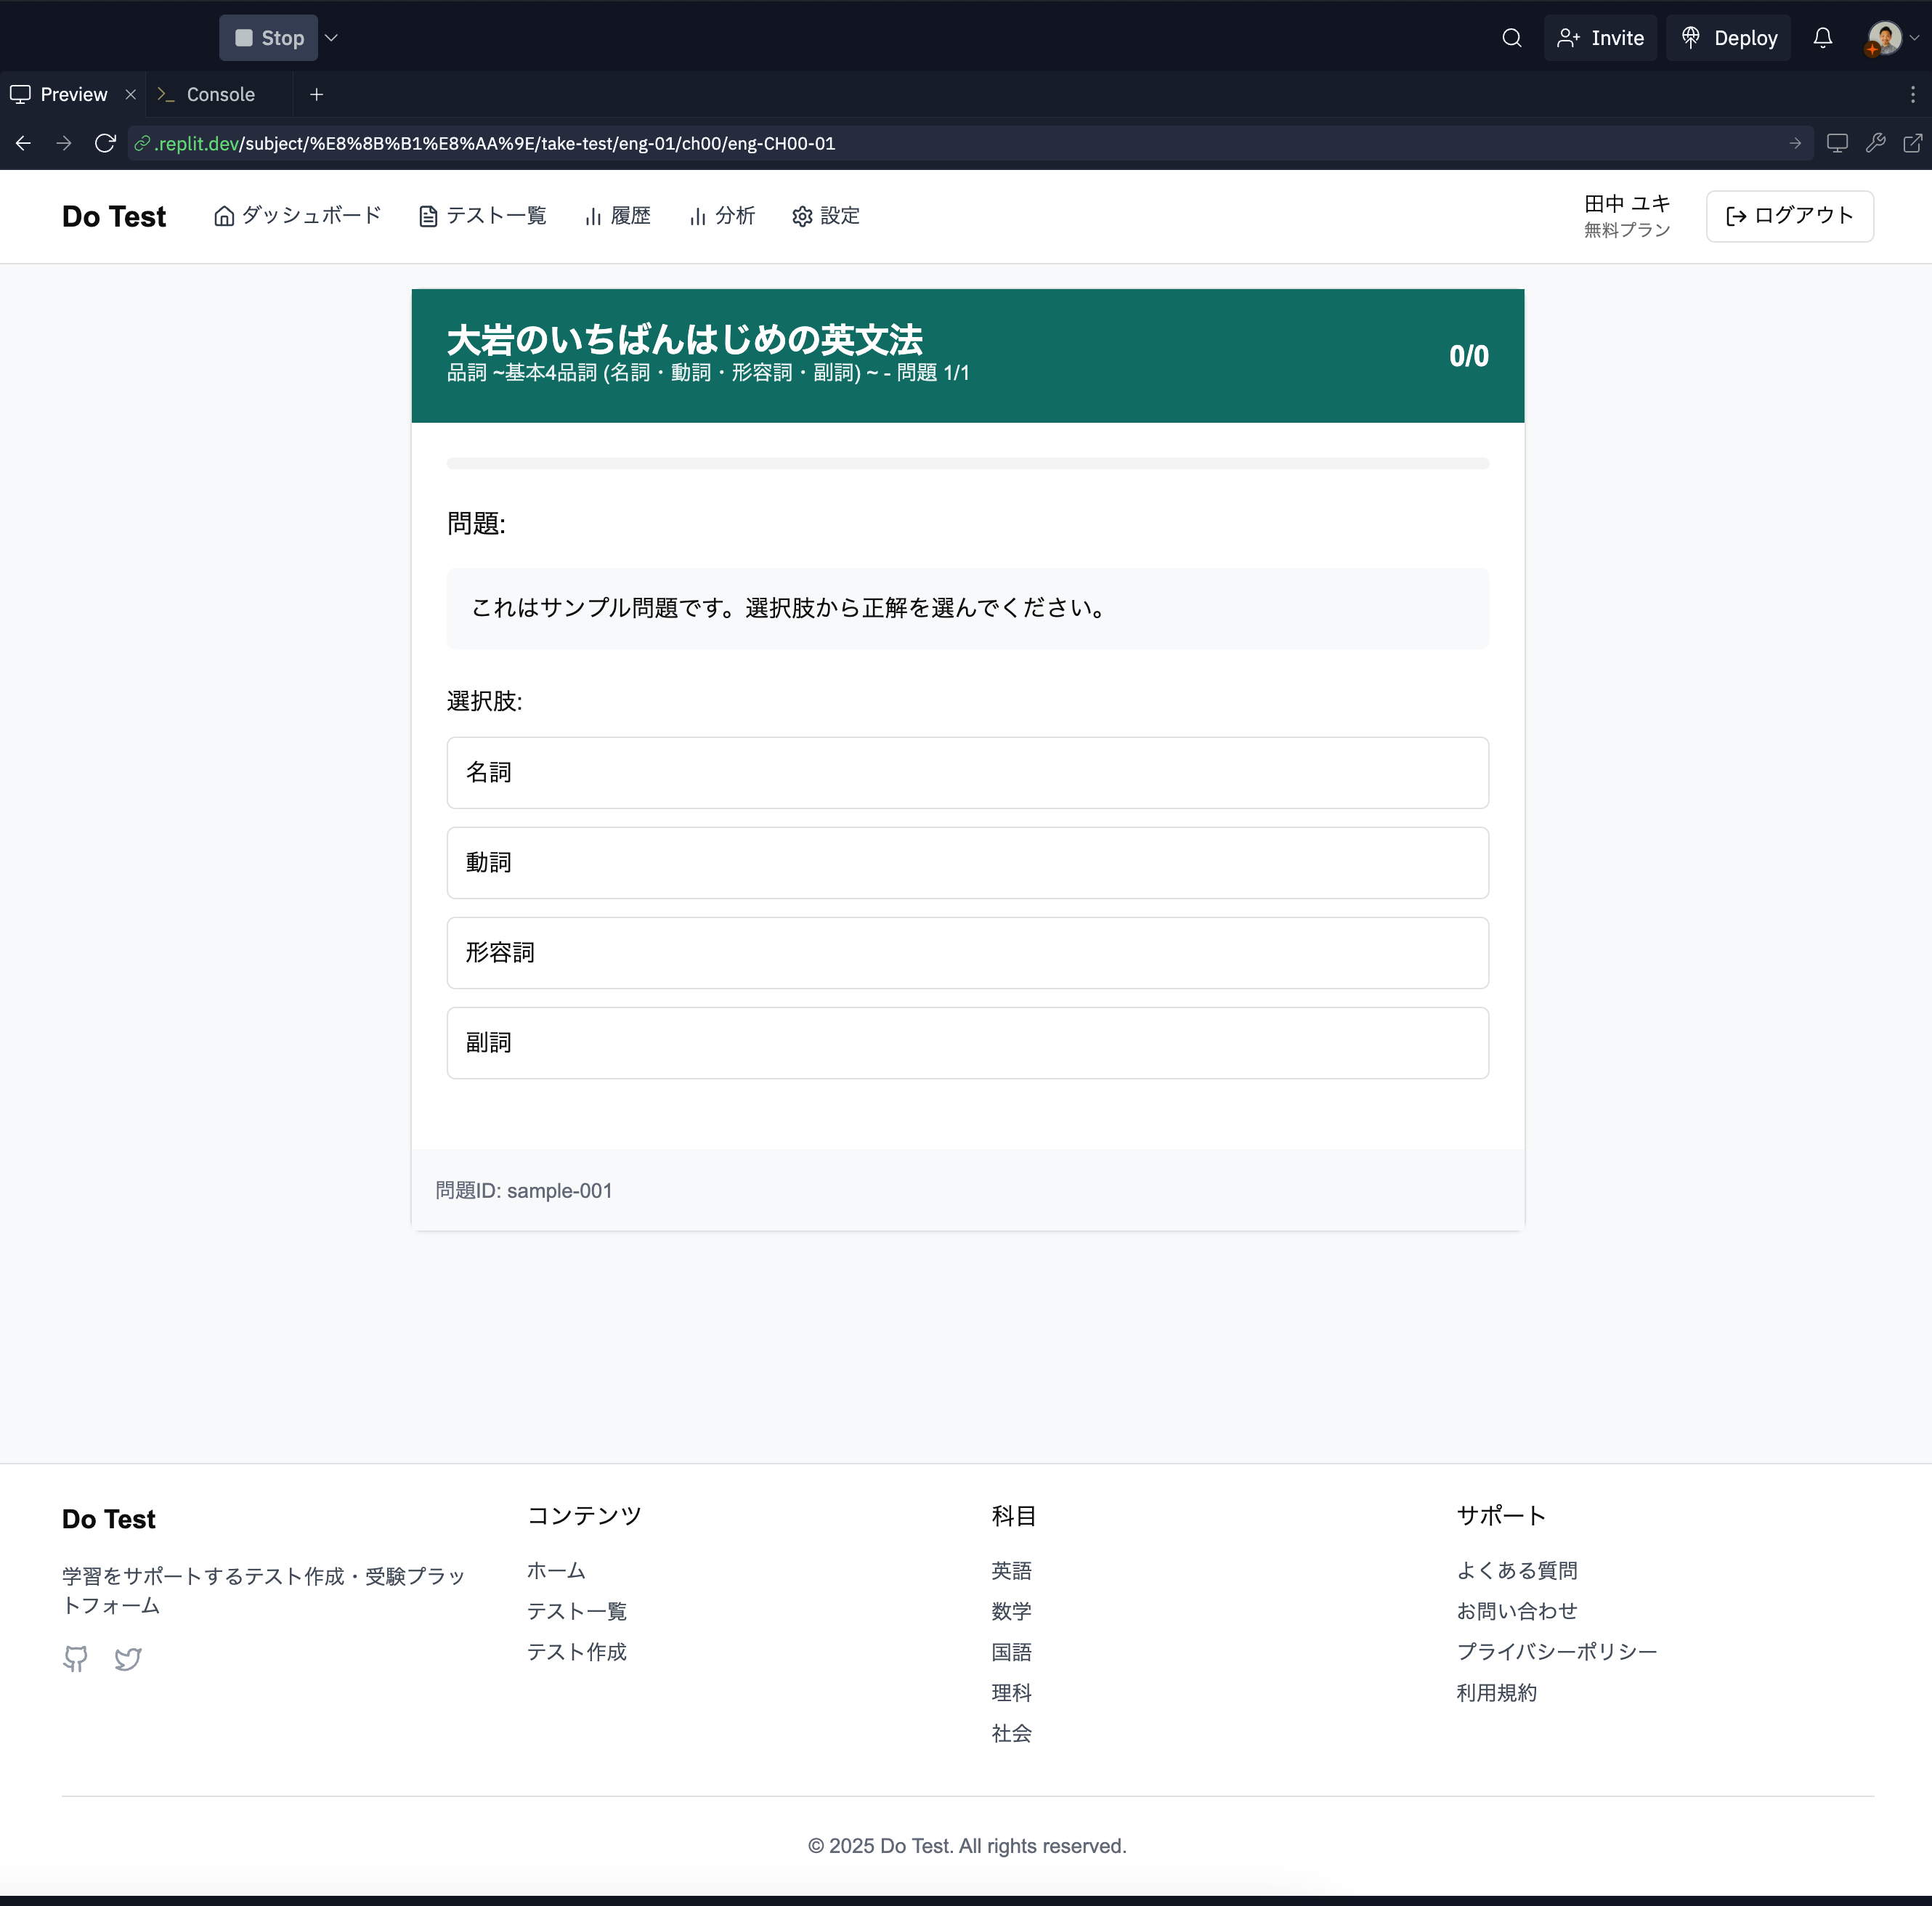 Stop
Invite
Deploy
Preview
Console
.replit.dev/subject/%E8%8B%B1%E8%AA%9E/take-test/eng-01/ch00/eng-CH00-01
Do Test
ダッシュボード
テスト一覧
履歴
分析
設定
田中 ユキ
無料プラン
ログアウト
大岩のいちばんはじめの英文法
品詞 ~基本4品詞 (名詞・動詞・形容詞・副詞) ~ - 問題 1/1
0/0
問題:
これはサンプル問題です。選択肢から正解を選んでください。
選択肢:
名詞
動詞
形容詞
副詞
問題ID: sample-001
Do Test
学習をサポートするテスト作成・受験プラッ
トフォーム
コンテンツ
ホーム
テスト一覧
テスト作成
科目
英語
数学
国語
理科
社会
サポート
よくある質問
お問い合わせ
プライバシーポリシー
利用規約
© 2025 Do Test. All rights reserved.